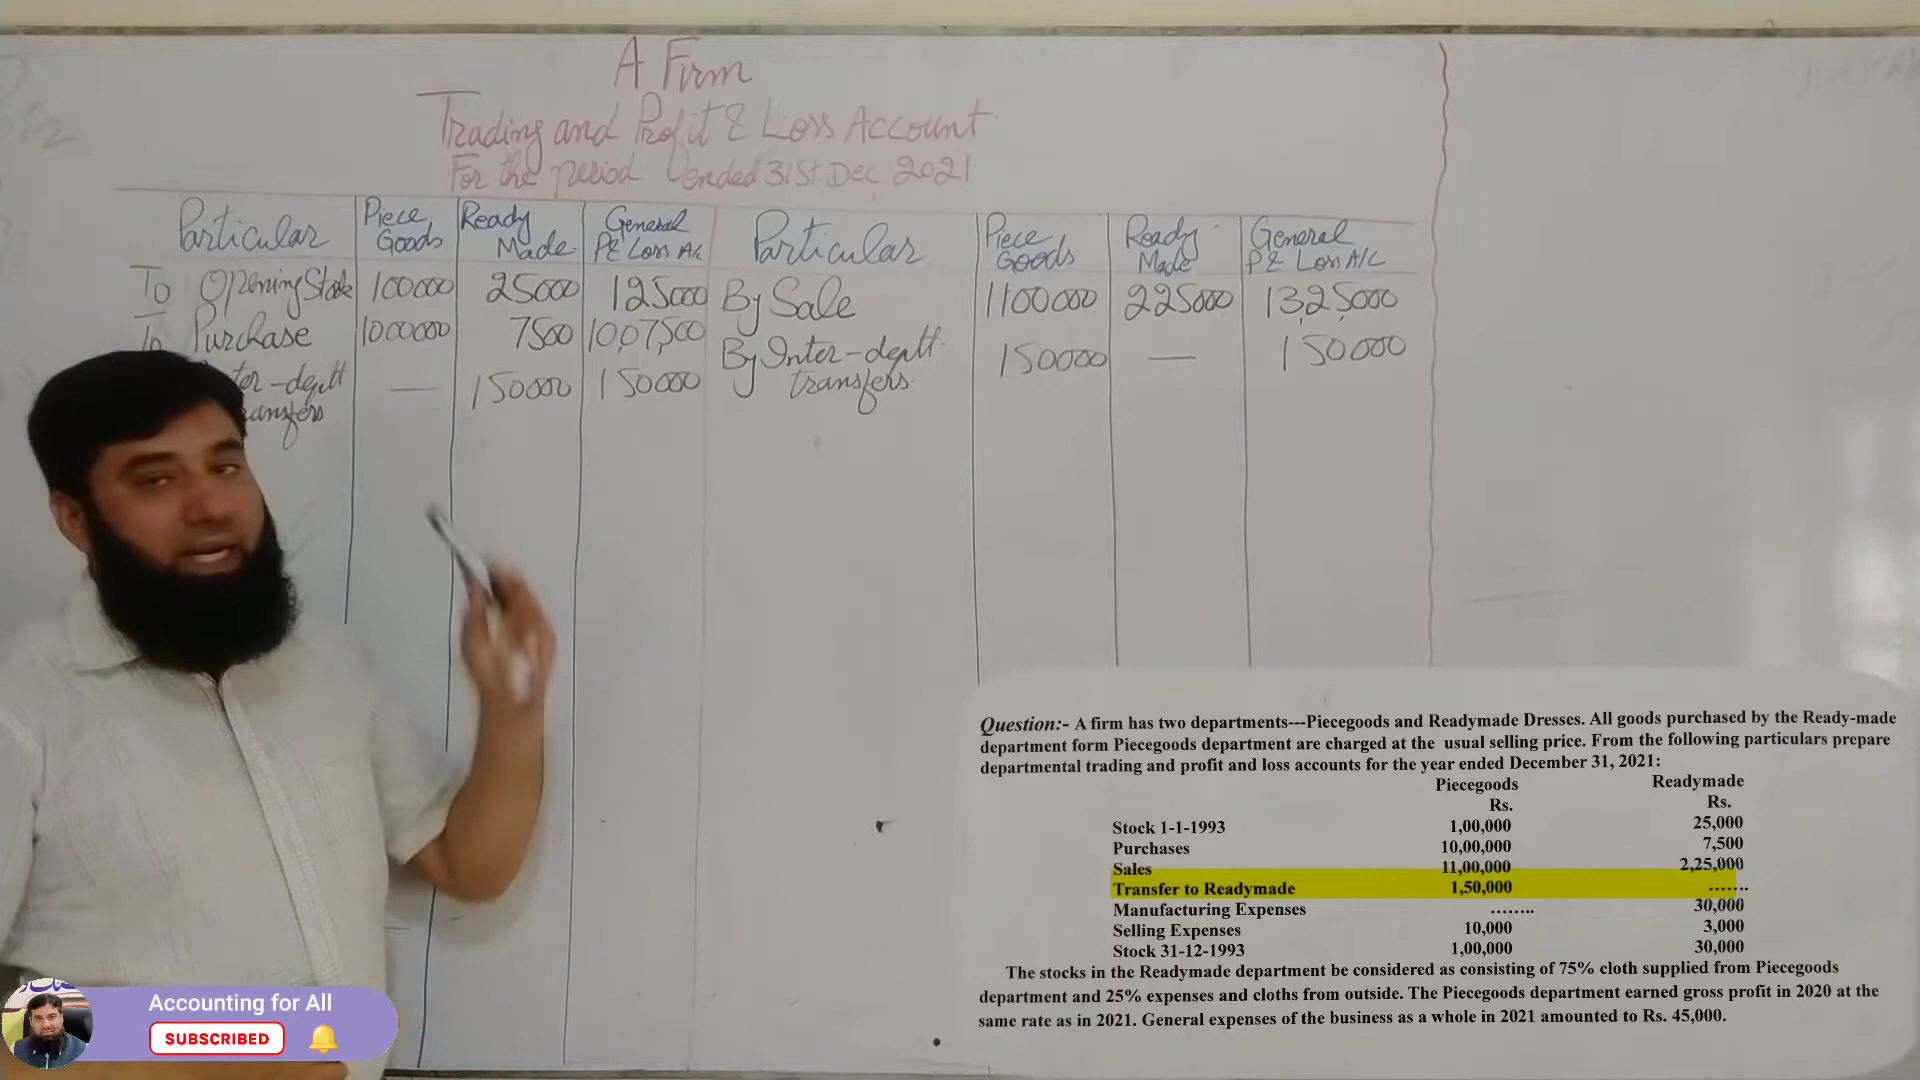 A Firm
Trading and Profit & Loss Account
For the period ended 31st Dec 2021
Particular Piece Goods Ready Made General P& Loss A/c Particular Piece Goods Ready Made General P& Loss A/C
To Opening Stock 100000 25000 125000 By Sale 1100000 225000 13,25000
To Purchase 1000000 7500 10,07,500 By Inter-deptt transfers 150000 — 150000
ter-deptt ansfers — 150000 150000
Question:- A firm has two departments---Piecegoods and Readymade Dresses. All goods purchased by the Ready-made
department form Piecegoods department are charged at the usual selling price. From the following particulars prepare
departmental trading and profit and loss accounts for the year ended December 31, 2021:
Piecegoods Readymade
Rs. Rs.
Stock 1-1-1993 1,00,000 25,000
Purchases 10,00,000 7,500
Sales 11,00,000 2,25,000
Transfer to Readymade 1,50,000 .......
Manufacturing Expenses ........ 30,000
Selling Expenses 10,000 3,000
Stock 31-12-1993 1,00,000 30,000
The stocks in the Readymade department be considered as consisting of 75% cloth supplied from Piecegoods
department and 25% expenses and cloths from outside. The Piecegoods department earned gross profit in 2020 at the
same rate as in 2021. General expenses of the business as a whole in 2021 amounted to Rs. 45,000.
Accounting for All
SUBSCRIBED